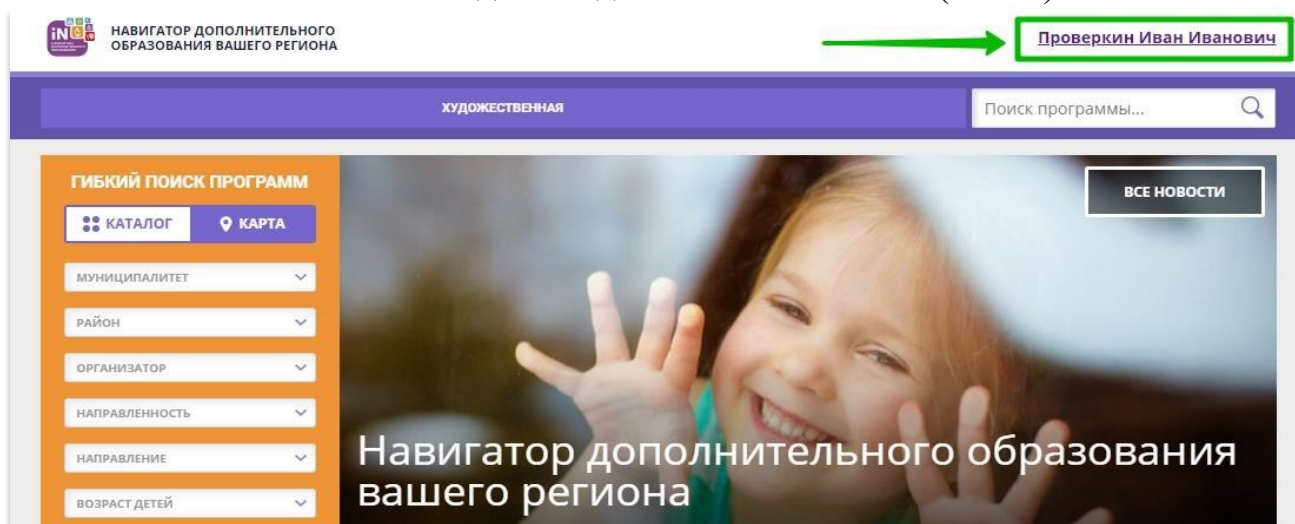 НАВИГАТОР ДОПОЛНИТЕЛЬНОГО
ОБРАЗОВАНИЯ ВАШЕГО РЕГИОНА
Проверкин Иван Иванович
ХУДОЖЕСТВЕННАЯ
Поиск программы...
ГИБКИЙ ПОИСК ПРОГРАММ
КАТАЛОГ
КАРТА
МУНИЦИПАЛИТЕТ
РАЙОН
ОРГАНИЗАТОР
НАПРАВЛЕННОСТЬ
НАПРАВЛЕНИЕ
ВОЗРАСТ ДЕТЕЙ
ВСЕ НОВОСТИ
Навигатор дополнительного образования
вашего региона